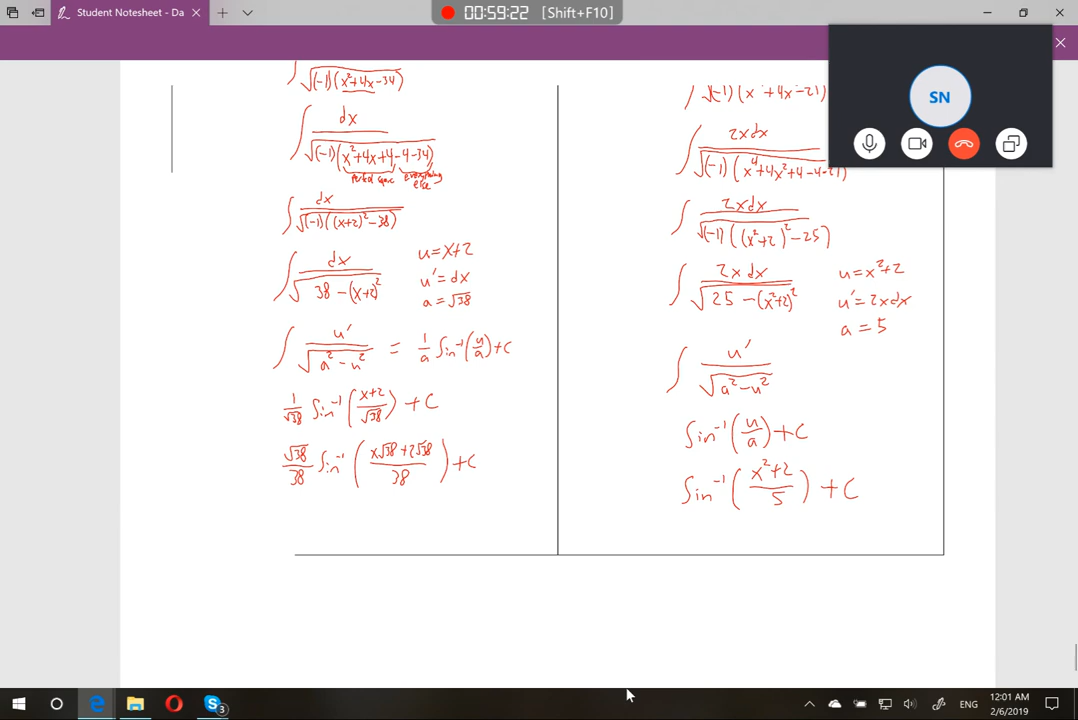 Student Notesheet - Da
00:59:22 [Shift+F10]
SN
∫ √(-1)(x²+4x-34)
∫ dx / √(-1)(x²+4x+4-4-34)
perfect square everything else
∫ dx / √(-1)((x+2)²-38)
∫ dx / √38-(x+2)²
u=x+2
u'=dx
a=√38
∫ u' / √a²-u² = 1/a Sin⁻¹(u/a)+C
1/√38 Sin⁻¹(x+2/√38)+C
√38/38 Sin⁻¹(x√38+2√38/38)+C
∫ √(-1)(x⁴+4x²-21)
∫ 2xdx / √(-1)(x⁴+4x²+4-4-21)
∫ 2xdx / √(-1)((x²+2)²-25)
∫ 2xdx / √25-(x²+2)²
u=x²+2
u'=2xdx
a=5
∫ u' / √a²-u²
Sin⁻¹(u/a)+C
Sin⁻¹(x²+2/5)+C
3
ENG
12:01 AM
2/6/2019